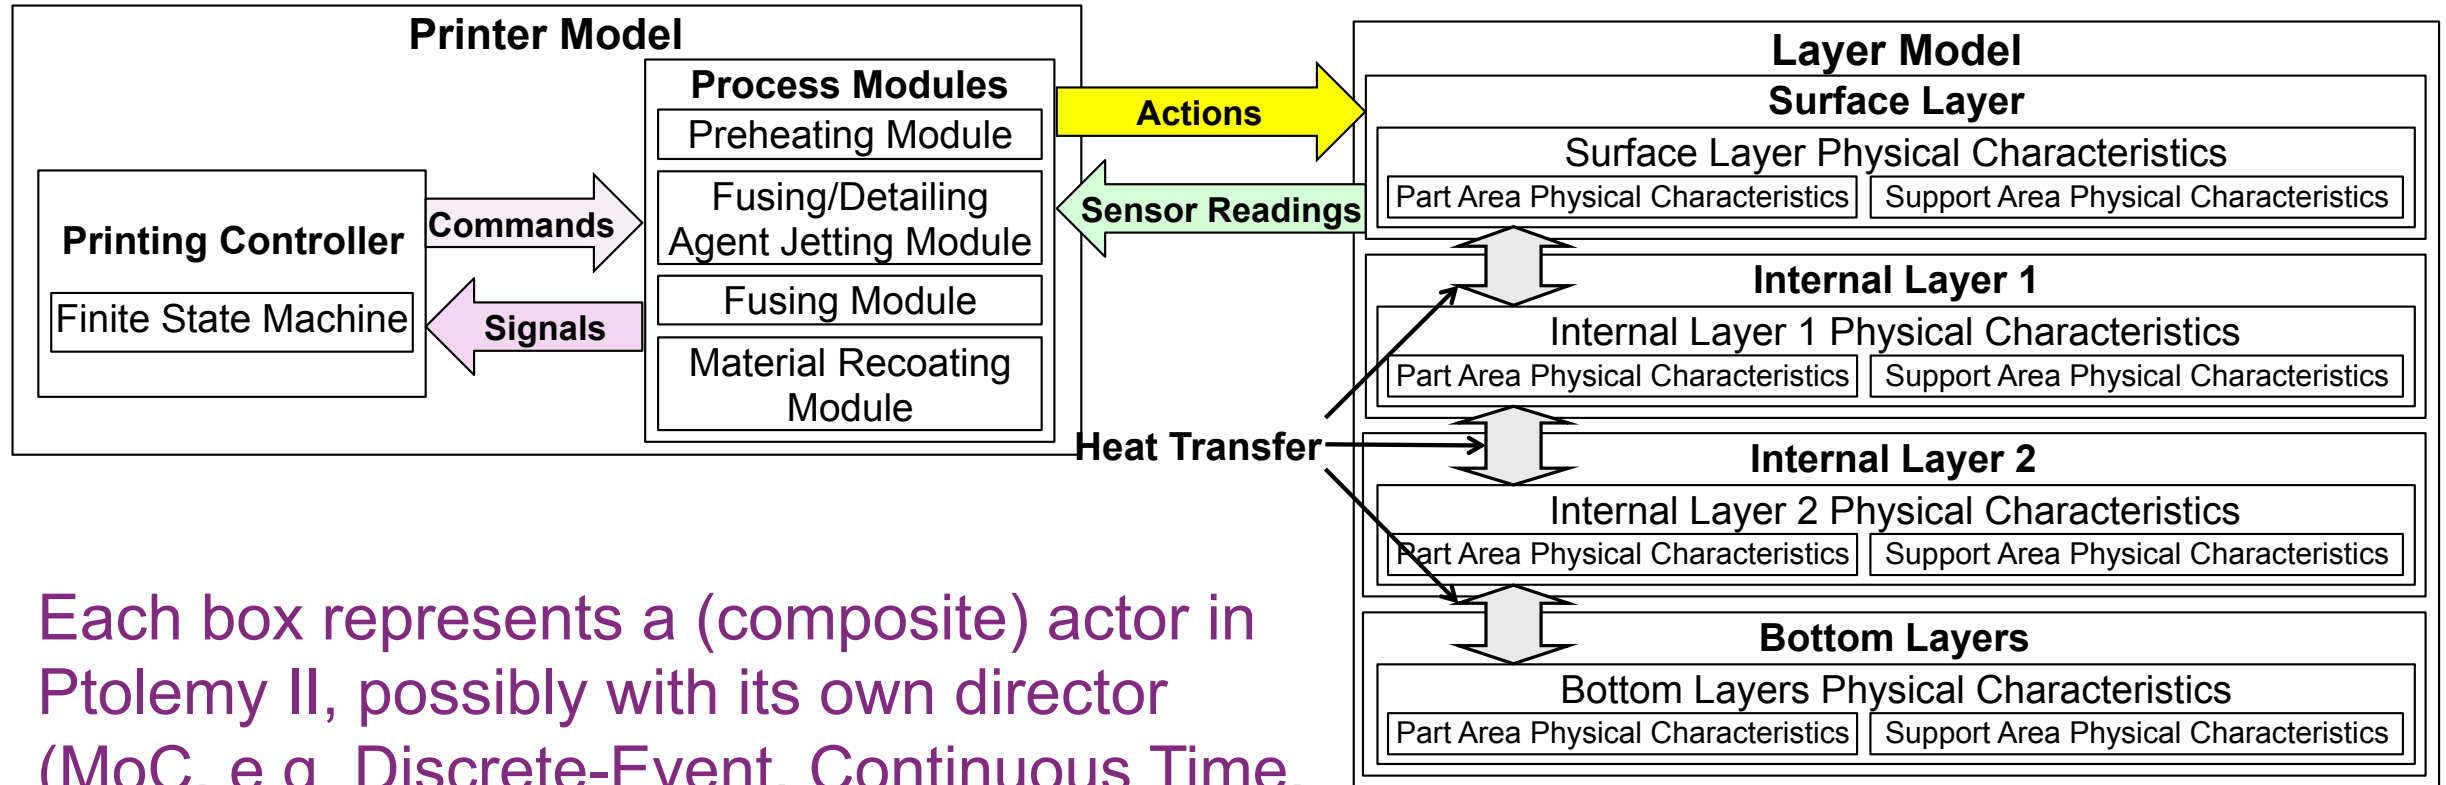 Printer Model
Process Modules
Preheating Module
Fusing/Detailing
Agent Jetting Module
Fusing Module
Material Recoating
Module
Printing Controller
Finite State Machine
Commands
Signals
Actions
Sensor Readings
Heat Transfer
Layer Model
Surface Layer
Surface Layer Physical Characteristics
Part Area Physical Characteristics
Support Area Physical Characteristics
Internal Layer 1
Internal Layer 1 Physical Characteristics
Part Area Physical Characteristics
Support Area Physical Characteristics
Internal Layer 2
Internal Layer 2 Physical Characteristics
Part Area Physical Characteristics
Support Area Physical Characteristics
Bottom Layers
Bottom Layers Physical Characteristics
Part Area Physical Characteristics
Support Area Physical Characteristics
Each box represents a (composite) actor in
Ptolemy II, possibly with its own director
(MoC, e.g. Discrete-Event, Continuous Time,